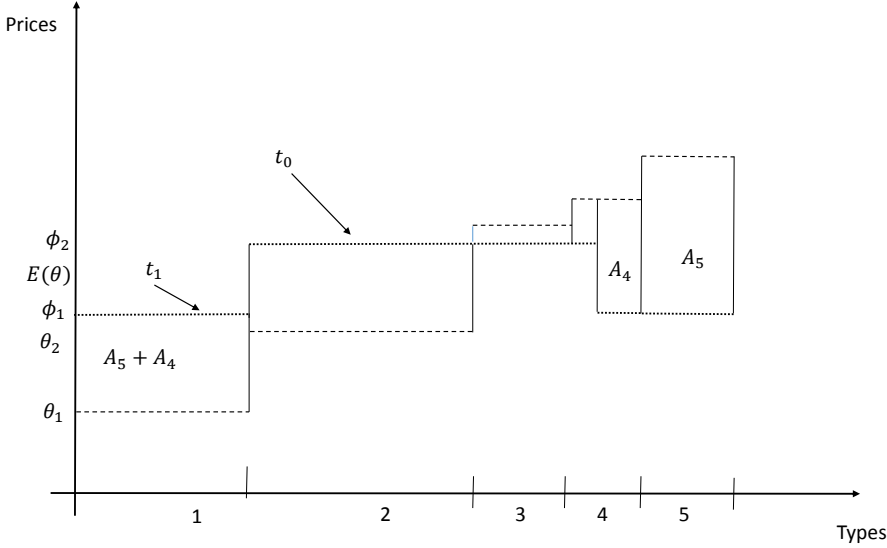 Prices
t₀
ϕ₂
E(θ)
t₁
ϕ₁
θ₂
A₅ + A₄
A₄
A₅
θ₁
1
2
3
4
5
Types